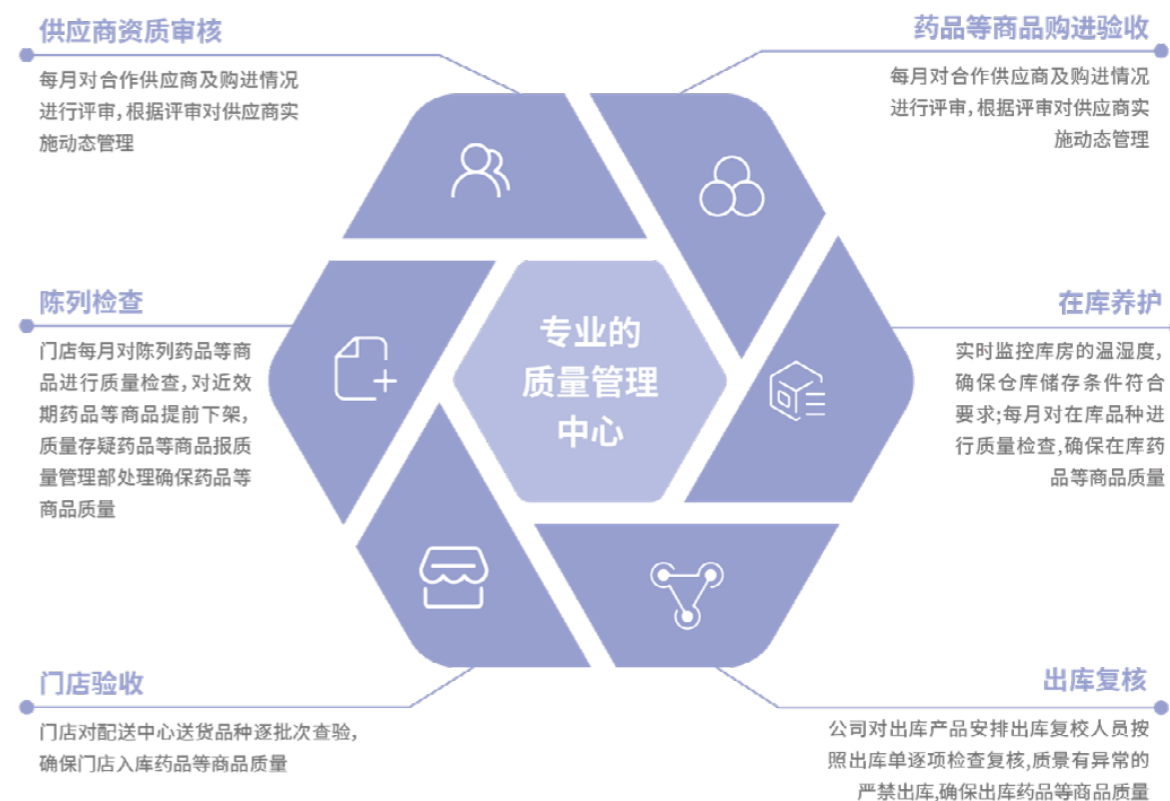 供应商资质审核
每月对合作供应商及购进情况
进行评审,根据评审对供应商实
施动态管理
药品等商品购进验收
每月对合作供应商及购进情况
进行评审,根据评审对供应商实
施动态管理
陈列检查
门店每月对陈列药品等商
品进行质量检查,对近效
期药品等商品提前下架,
质量存疑药品等商品报质
量管理部处理确保药品等
商品质量
专业的
质量管理
中心
在库养护
实时监控库房的温湿度,
确保仓库储存条件符合
要求;每月对在库品种进
行质量检查,确保在库药
品等商品质量
门店验收
门店对配送中心送货品种逐批次查验,
确保门店入库药品等商品质量
出库复核
公司对出库产品安排出库复校人员按
照出库单逐项检查复核,质景有异常的
严禁出库,确保出库药品等商品质量